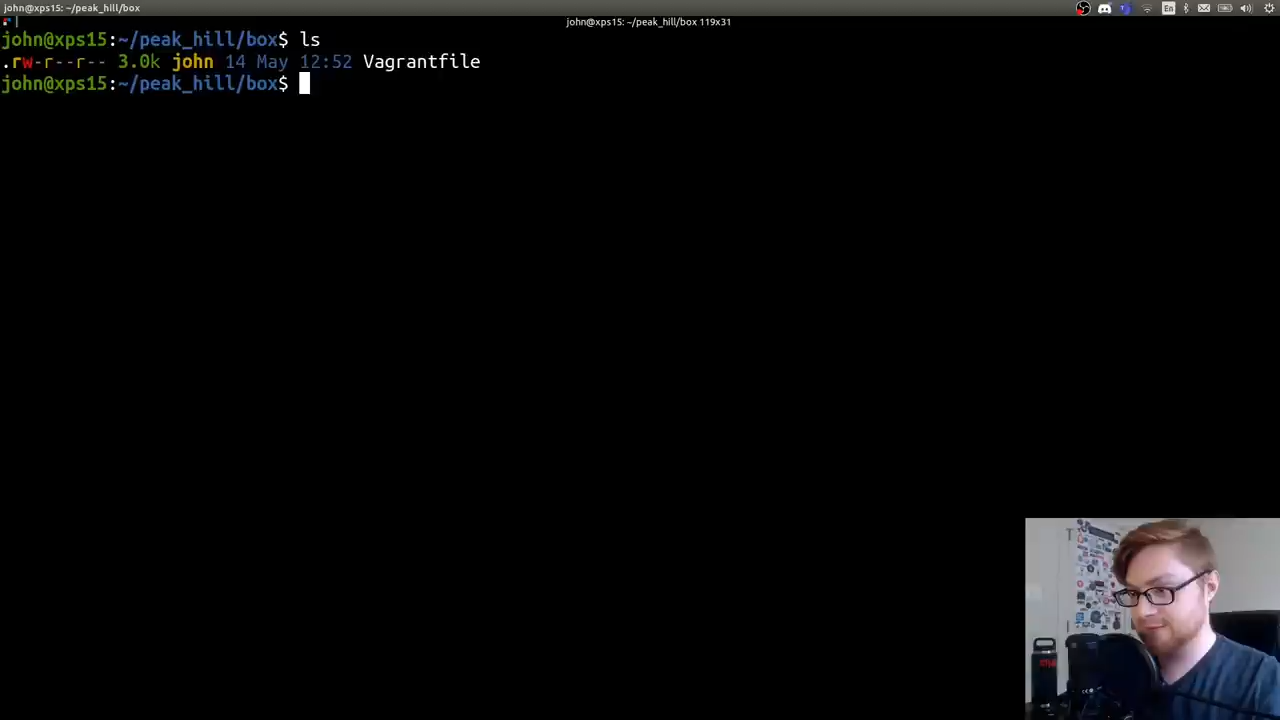 john@xps15: ~/peak_hill/box
En
john@xps15: ~/peak_hill/box 119x31
john@xps15:~/peak_hill/box$ ls
.rw-r--r-- 3.0k john 14 May 12:52 Vagrantfile
john@xps15:~/peak_hill/box$